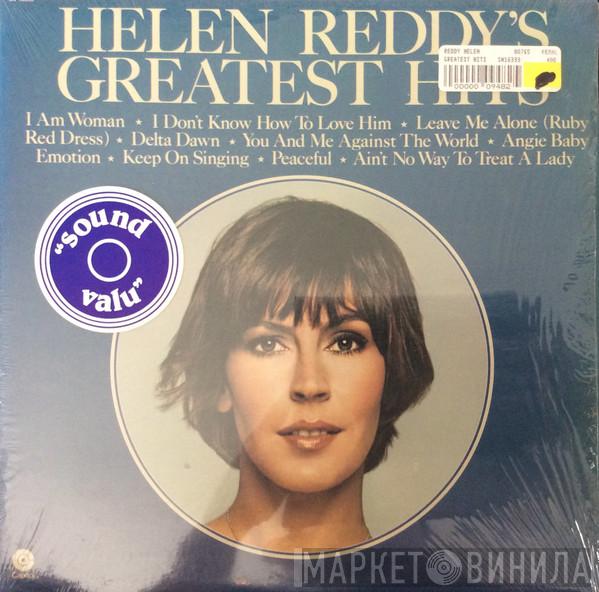 HELEN REDDY'S
GREATEST HITS
REDDY HELEN 00765
GREATEST HITS SN16333
00000 09482
I Am Woman ★ I Don't Know How To Love Him ★ Leave Me Alone (Ruby
Red Dress) ★ Delta Dawn ★ You And Me Against The World ★ Angie Baby
Emotion ★ Keep On Singing ★ Peaceful ★ Ain't No Way To Treat A Lady
"sound
valu"
МАРКЕТ ВИНИЛА